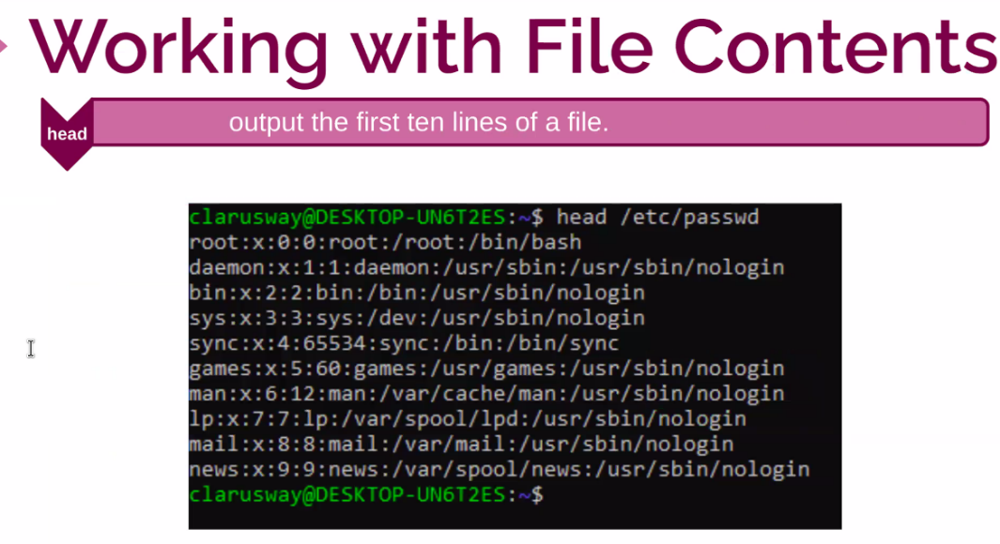 Working with File Contents
head
output the first ten lines of a file.
clarusway@DESKTOP-UN6T2ES:~$ head /etc/passwd
root:x:0:0:root:/root:/bin/bash
daemon:x:1:1:daemon:/usr/sbin:/usr/sbin/nologin
bin:x:2:2:bin:/bin:/usr/sbin/nologin
sys:x:3:3:sys:/dev:/usr/sbin/nologin
sync:x:4:65534:sync:/bin:/bin/sync
games:x:5:60:games:/usr/games:/usr/sbin/nologin
man:x:6:12:man:/var/cache/man:/usr/sbin/nologin
lp:x:7:7:lp:/var/spool/lpd:/usr/sbin/nologin
mail:x:8:8:mail:/var/mail:/usr/sbin/nologin
news:x:9:9:news:/var/spool/news:/usr/sbin/nologin
clarusway@DESKTOP-UN6T2ES:~$